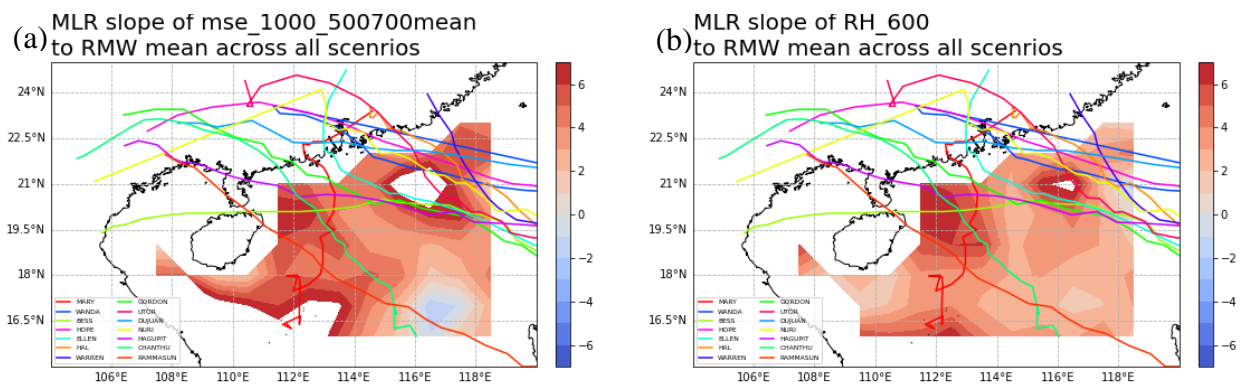 (a)
MLR slope of mse_1000_500700mean
to RMW mean across all scenrios
24°N
22.5°N
21°N
19.5°N
18°N
16.5°N
106°E 108°E 110°E 112°E 114°E 116°E 118°E
MARY
WANDA
BESS
HOPE
ELLEN
HAL
WARREN
GORDON
UTOR
DUJUAN
NURI
HAGUPIT
CHANTHU
RAMMASUN
6
4
2
0
−2
−4
−6
(b)
MLR slope of RH_600
to RMW mean across all scenrios
24°N
22.5°N
21°N
19.5°N
18°N
16.5°N
106°E 108°E 110°E 112°E 114°E 116°E 118°E
MARY
WANDA
BESS
HOPE
ELLEN
HAL
WARREN
GORDON
UTOR
DUJUAN
NURI
HAGUPIT
CHANTHU
RAMMASUN
6
4
2
0
−2
−4
−6